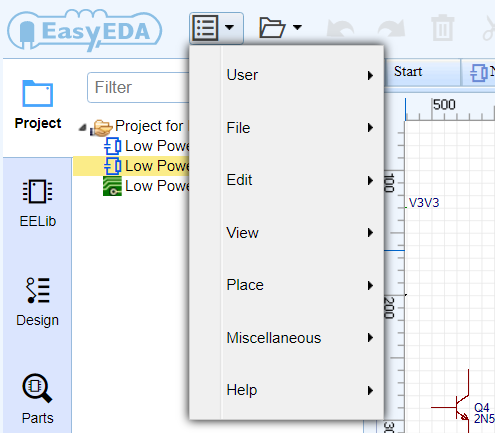 EasyEDA
Filter
Project
Project for
Low Powe
Low Powe
Low Powe
EELib
Design
Parts
User
File
Edit
View
Place
Miscellaneous
Help
Start
N
500
100
V3V3
200
Q4
2N5